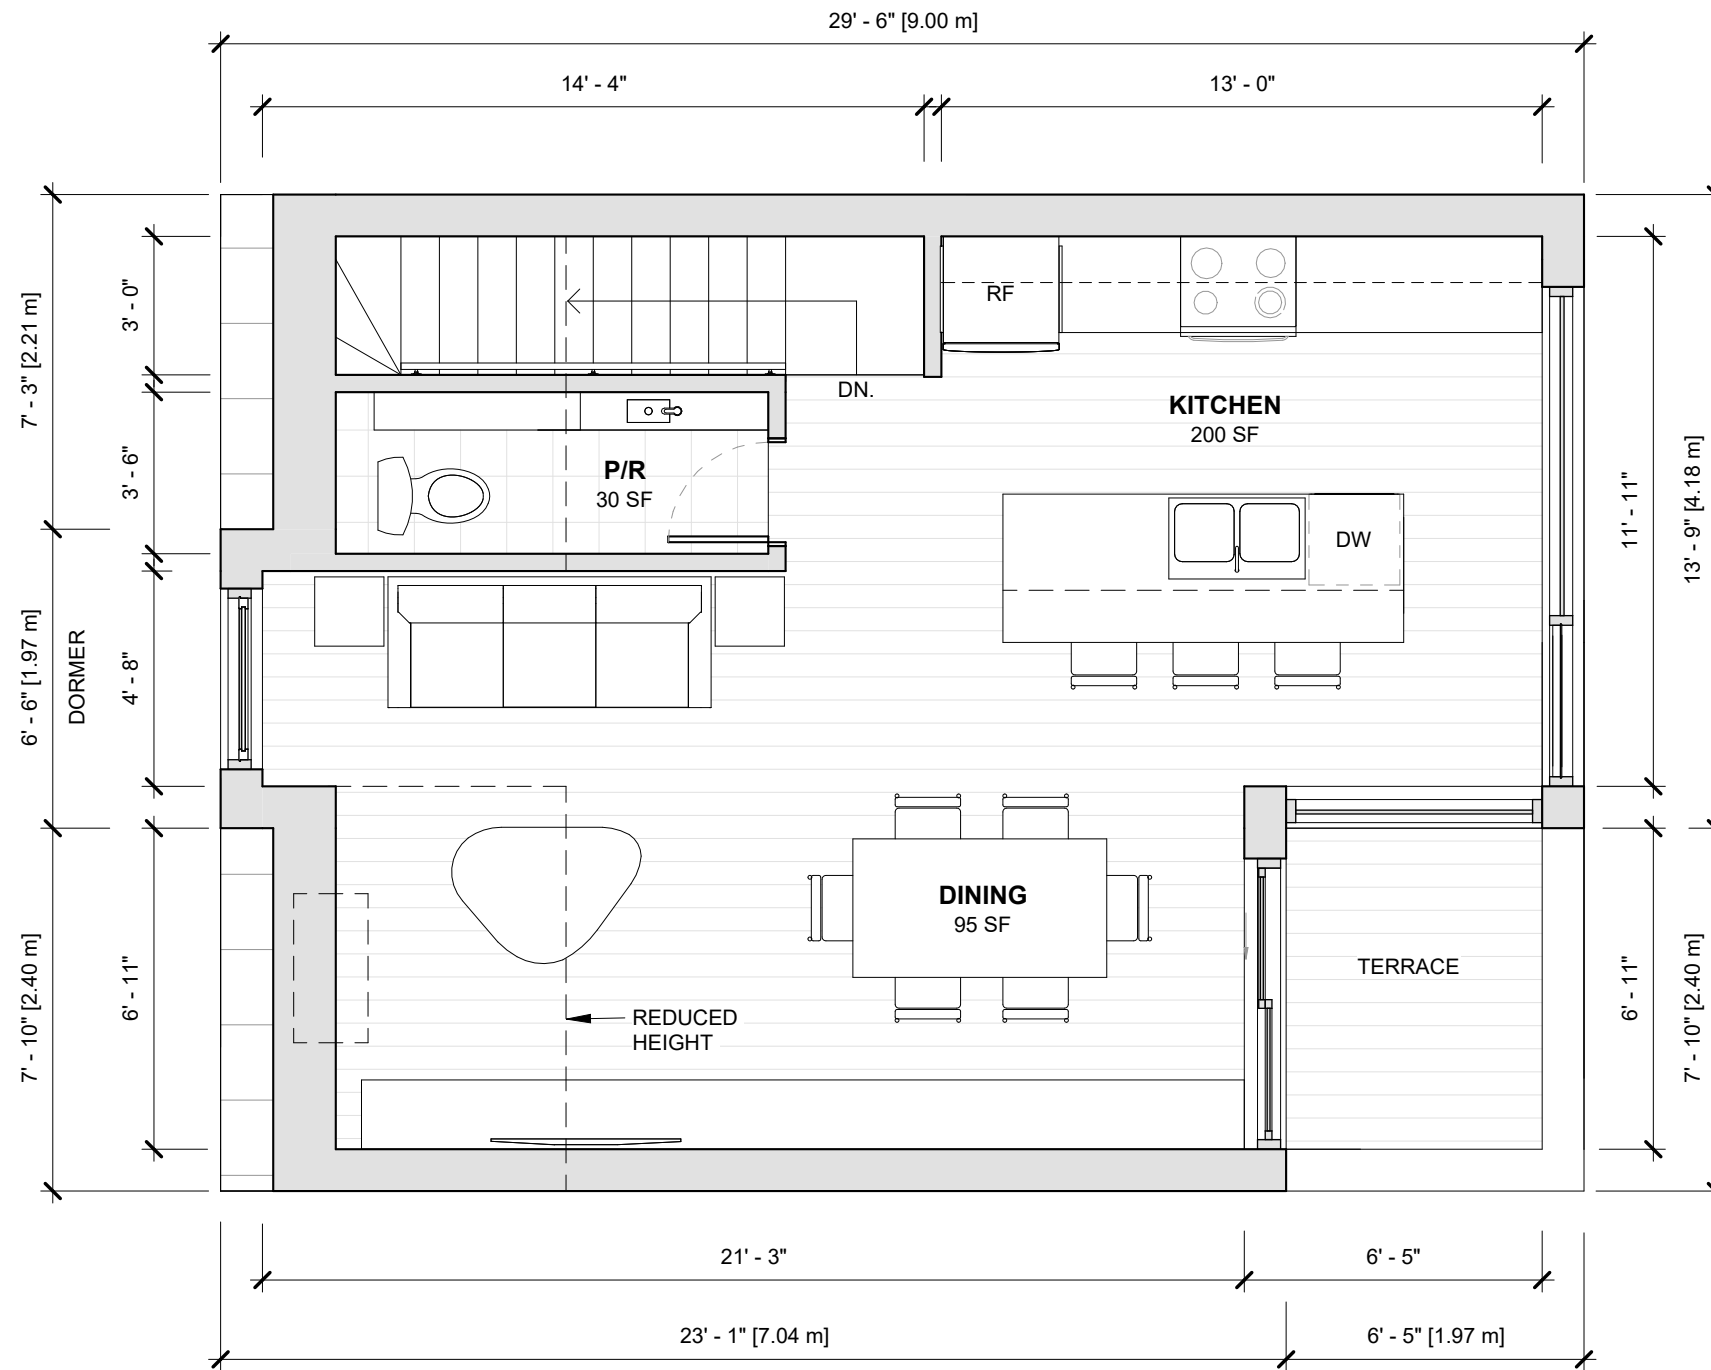 29' - 6" [9.00 m]
14' - 4"
13' - 0"
7' - 3" [2.21 m]
3' - 0"
RF
DN.
KITCHEN
200 SF
3' - 6"
P/R
30 SF
DW
11' - 11"
13' - 9" [4.18 m]
6' - 6" [1.97 m]
DORMER
4' - 8"
DINING
95 SF
TERRACE
REDUCED
HEIGHT
7' - 10" [2.40 m]
6' - 11"
6' - 11"
7' - 10" [2.40 m]
21' - 3"
6' - 5"
23' - 1" [7.04 m]
6' - 5" [1.97 m]